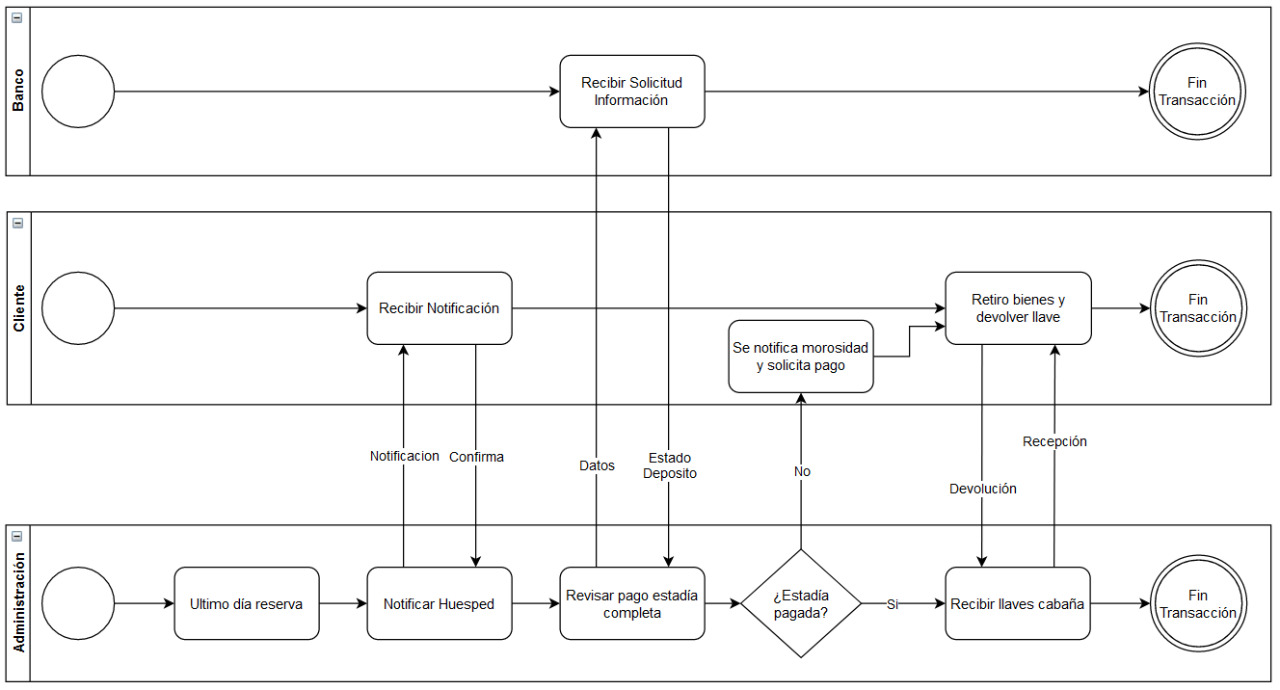 Banco
Recibir Solicitud
Información
Fin
Transacción
Cliente
Recibir Notificación
Retiro bienes y
devolver llave
Fin
Transacción
Se notifica morosidad
y solicita pago
Notificacion
Confirma
Datos
Estado
Deposito
No
Devolución
Recepción
Administración
Ultimo día reserva
Notificar Huesped
Revisar pago estadía
completa
¿Estadía
pagada?
Si
Recibir llaves cabaña
Fin
Transacción